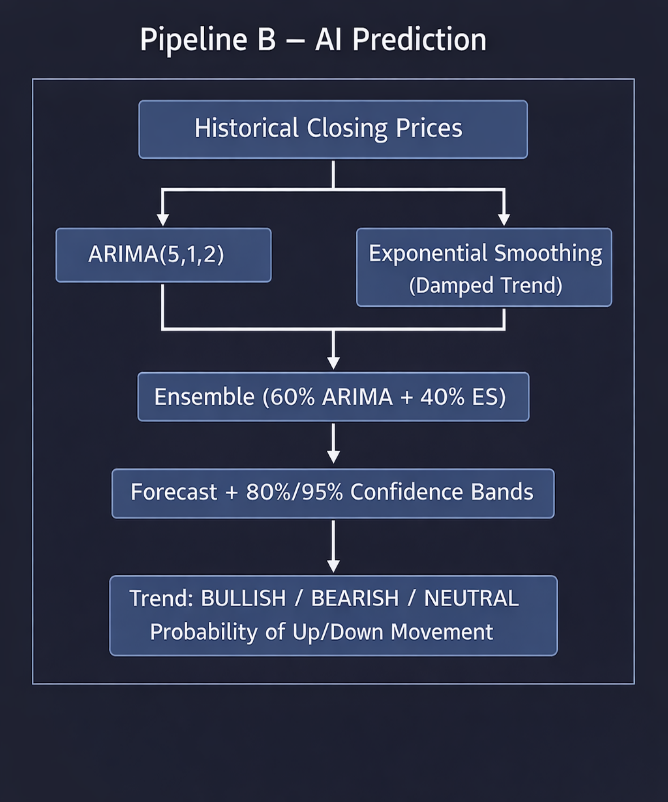 Pipeline B – AI Prediction
Historical Closing Prices
ARIMA(5,1,2)
Exponential Smoothing
(Damped Trend)
Ensemble (60% ARIMA + 40% ES)
Forecast + 80%/95% Confidence Bands
Trend: BULLISH / BEARISH / NEUTRAL
Probability of Up/Down Movement